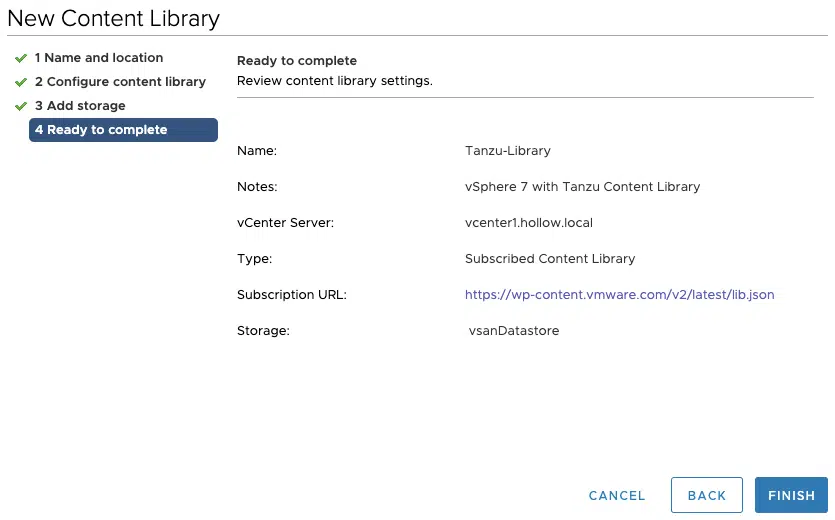 New Content Library
1 Name and location
2 Configure content library
3 Add storage
4 Ready to complete
Ready to complete
Review content library settings.
Name: Tanzu-Library
Notes: vSphere 7 with Tanzu Content Library
vCenter Server: vcenter1.hollow.local
Type: Subscribed Content Library
Subscription URL: https://wp-content.vmware.com/v2/latest/lib.json
Storage: vsanDatastore
CANCEL BACK FINISH